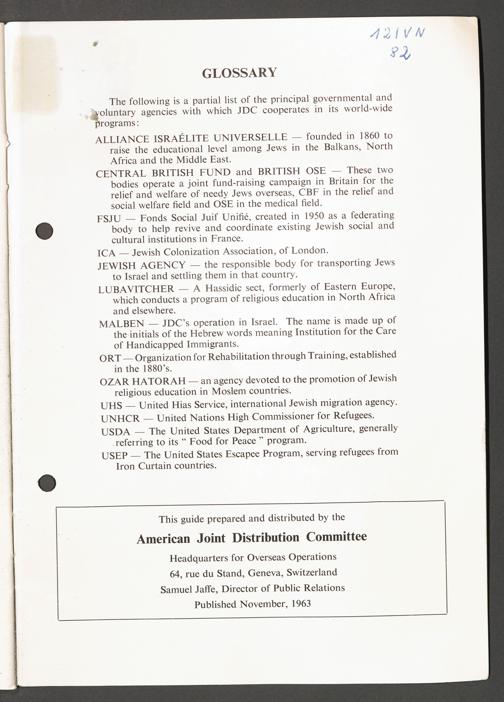 121VN
82
GLOSSARY
The following is a partial list of the principal governmental and
voluntary agencies with which JDC cooperates in its world-wide
programs:
ALLIANCE ISRAÉLITE UNIVERSELLE — founded in 1860 to
raise the educational level among Jews in the Balkans, North
Africa and the Middle East.
CENTRAL BRITISH FUND and BRITISH OSE — These two
bodies operate a joint fund-raising campaign in Britain for the
relief and welfare of needy Jews overseas, CBF in the relief and
social welfare field and OSE in the medical field.
FSJU — Fonds Social Juif Unifié, created in 1950 as a federating
body to help revive and coordinate existing Jewish social and
cultural institutions in France.
ICA — Jewish Colonization Association, of London.
JEWISH AGENCY — the responsible body for transporting Jews
to Israel and settling them in that country.
LUBAVITCHER — A Hassidic sect, formerly of Eastern Europe,
which conducts a program of religious education in North Africa
and elsewhere.
MALBEN — JDC's operation in Israel. The name is made up of
the initials of the Hebrew words meaning Institution for the Care
of Handicapped Immigrants.
ORT — Organization for Rehabilitation through Training, established
in the 1880's.
OZAR HATORAH — an agency devoted to the promotion of Jewish
religious education in Moslem countries.
UHS — United Hias Service, international Jewish migration agency.
UNHCR — United Nations High Commissioner for Refugees.
USDA — The United States Department of Agriculture, generally
referring to its " Food for Peace " program.
USEP — The United States Escapee Program, serving refugees from
Iron Curtain countries.
This guide prepared and distributed by the
American Joint Distribution Committee
Headquarters for Overseas Operations
64, rue du Stand, Geneva, Switzerland
Samuel Jaffe, Director of Public Relations
Published November, 1963